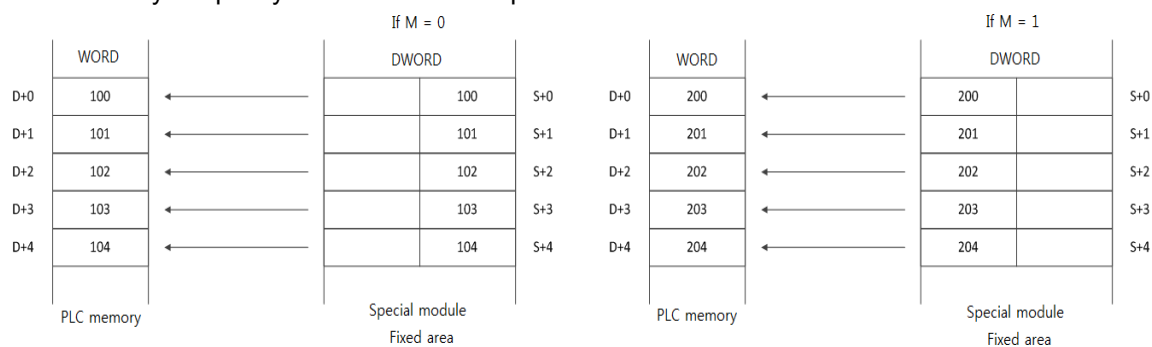 If M = 0
WORD
DWORD
D+0 100 100 S+0
D+1 101 101 S+1
D+2 102 102 S+2
D+3 103 103 S+3
D+4 104 104 S+4
PLC memory
Special module
Fixed area
If M = 1
WORD
DWORD
D+0 200 200 S+0
D+1 201 201 S+1
D+2 202 202 S+2
D+3 203 203 S+3
D+4 204 204 S+4
PLC memory
Special module
Fixed area